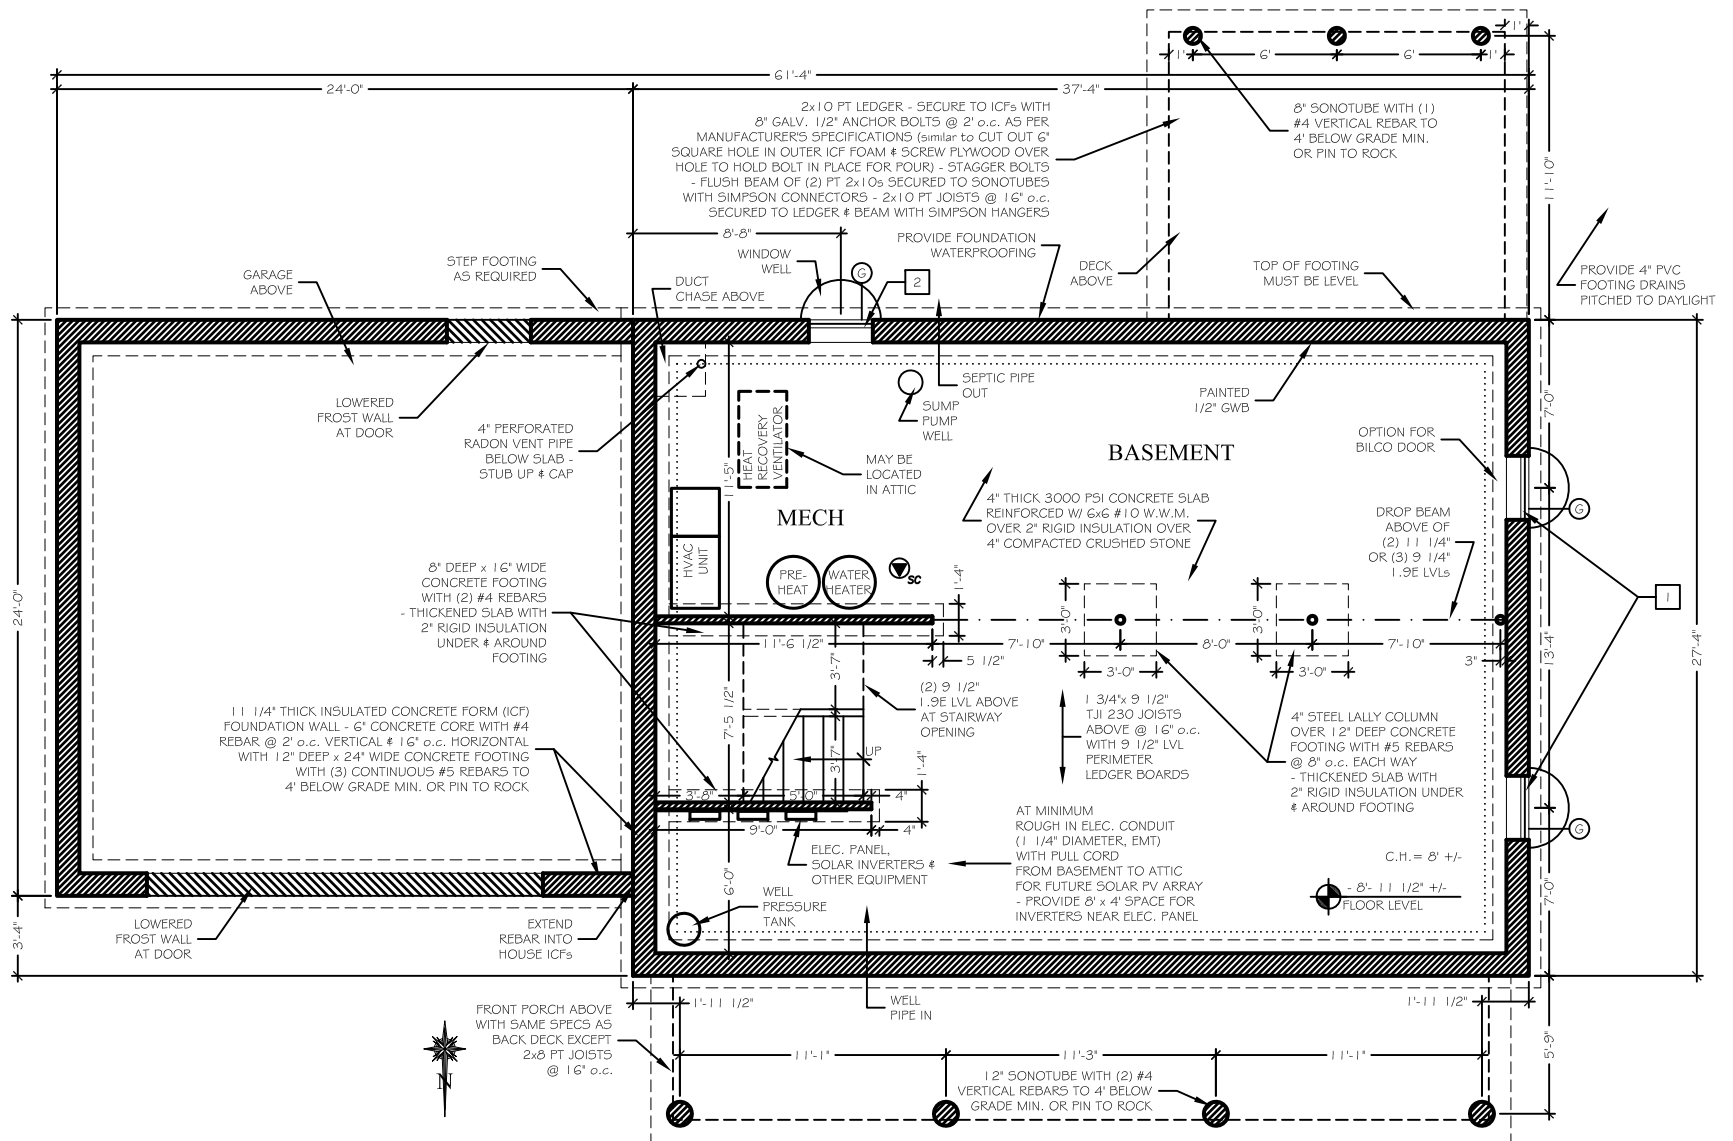 1'
1'
6'
6'
1'
61'-4"
24'-0"
37'-4"
2x10 PT LEDGER - SECURE TO ICFs WITH
8" GALV. 1/2" ANCHOR BOLTS @ 2' o.c. AS PER
MANUFACTURER'S SPECIFICATIONS (similar to CUT OUT 6"
SQUARE HOLE IN OUTER ICF FOAM & SCREW PLYWOOD OVER
HOLE TO HOLD BOLT IN PLACE FOR POUR) - STAGGER BOLTS
- FLUSH BEAM OF (2) PT 2x10s SECURED TO SONOTUBES
WITH SIMPSON CONNECTORS - 2x10 PT JOISTS @ 16" o.c.
SECURED TO LEDGER & BEAM WITH SIMPSON HANGERS
8" SONOTUBE WITH (1)
#4 VERTICAL REBAR TO
4' BELOW GRADE MIN.
OR PIN TO ROCK
11'-10"
8'-8"
PROVIDE FOUNDATION
WATERPROOFING
WINDOW
WELL
G
2
STEP FOOTING
AS REQUIRED
GARAGE
ABOVE
DUCT
CHASE ABOVE
DECK
ABOVE
TOP OF FOOTING
MUST BE LEVEL
PROVIDE 4" PVC
FOOTING DRAINS
PITCHED TO DAYLIGHT
SEPTIC PIPE
OUT
PAINTED
1/2" GWB
7'-0"
LOWERED
FROST WALL
AT DOOR
SUMP
PUMP
WELL
4" PERFORATED
RADON VENT PIPE
BELOW SLAB -
STUB UP & CAP
HEAT
RECOVERY
VENTILATOR
11'-5"
MAY BE
LOCATED
IN ATTIC
BASEMENT
OPTION FOR
BILCO DOOR
G
MECH
4" THICK 3000 PSI CONCRETE SLAB
REINFORCED W/ 6x6 #10 W.W.M.
OVER 2" RIGID INSULATION OVER
4" COMPACTED CRUSHED STONE
DROP BEAM
ABOVE OF
(2) 11 1/4"
OR (3) 9 1/4"
1.9E LVLs
HVAC
UNIT
PRE-
HEAT
WATER
HEATER
SC
1'-4"
8" DEEP x 16" WIDE
CONCRETE FOOTING
WITH (2) #4 REBARS
- THICKENED SLAB WITH
2" RIGID INSULATION
UNDER & AROUND
FOOTING
3'-0"
3'-0"
1
24'-0"
11'-6 1/2"
7'-10"
8'-0"
7'-10"
13'-4"
27'-4"
5 1/2"
3'-0"
3'-0"
3"
3'-7"
(2) 9 1/2"
1.9E LVL ABOVE
AT STAIRWAY
OPENING
1 3/4"x 9 1/2"
TJI 230 JOISTS
ABOVE @ 16" o.c.
WITH 9 1/2" LVL
PERIMETER
LEDGER BOARDS
4" STEEL LALLY COLUMN
OVER 12" DEEP CONCRETE
FOOTING WITH #5 REBARS
@ 8" o.c. EACH WAY
- THICKENED SLAB WITH
2" RIGID INSULATION UNDER
& AROUND FOOTING
11 1/4" THICK INSULATED CONCRETE FORM (ICF)
FOUNDATION WALL - 6" CONCRETE CORE WITH #4
REBAR @ 2' o.c. VERTICAL & 16" o.c. HORIZONTAL
WITH 12" DEEP x 24" WIDE CONCRETE FOOTING
WITH (3) CONTINUOUS #5 REBARS TO
4' BELOW GRADE MIN. OR PIN TO ROCK
7'-5 1/2"
UP
3'-7"
1'-4"
3'-8"
5'-0"
4"
9'-0"
4"
G
AT MINIMUM
ROUGH IN ELEC. CONDUIT
(1 1/4" DIAMETER, EMT)
WITH PULL CORD
FROM BASEMENT TO ATTIC
FOR FUTURE SOLAR PV ARRAY
- PROVIDE 8' x 4' SPACE FOR
INVERTERS NEAR ELEC. PANEL
ELEC. PANEL,
SOLAR INVERTERS &
OTHER EQUIPMENT
C.H.= 8' +/-
- 8'- 11 1/2" +/-
FLOOR LEVEL
7'-0"
6'-0"
WELL
PRESSURE
TANK
LOWERED
FROST WALL
AT DOOR
EXTEND
REBAR INTO
HOUSE ICFs
3'-4"
WELL
PIPE IN
1'-11 1/2"
1'-11 1/2"
FRONT PORCH ABOVE
WITH SAME SPECS AS
BACK DECK EXCEPT
2x8 PT JOISTS
@ 16" o.c.
N
11'-1"
11'-3"
11'-1"
5'-9"
12" SONOTUBE WITH (2) #4
VERTICAL REBARS TO 4' BELOW
GRADE MIN. OR PIN TO ROCK